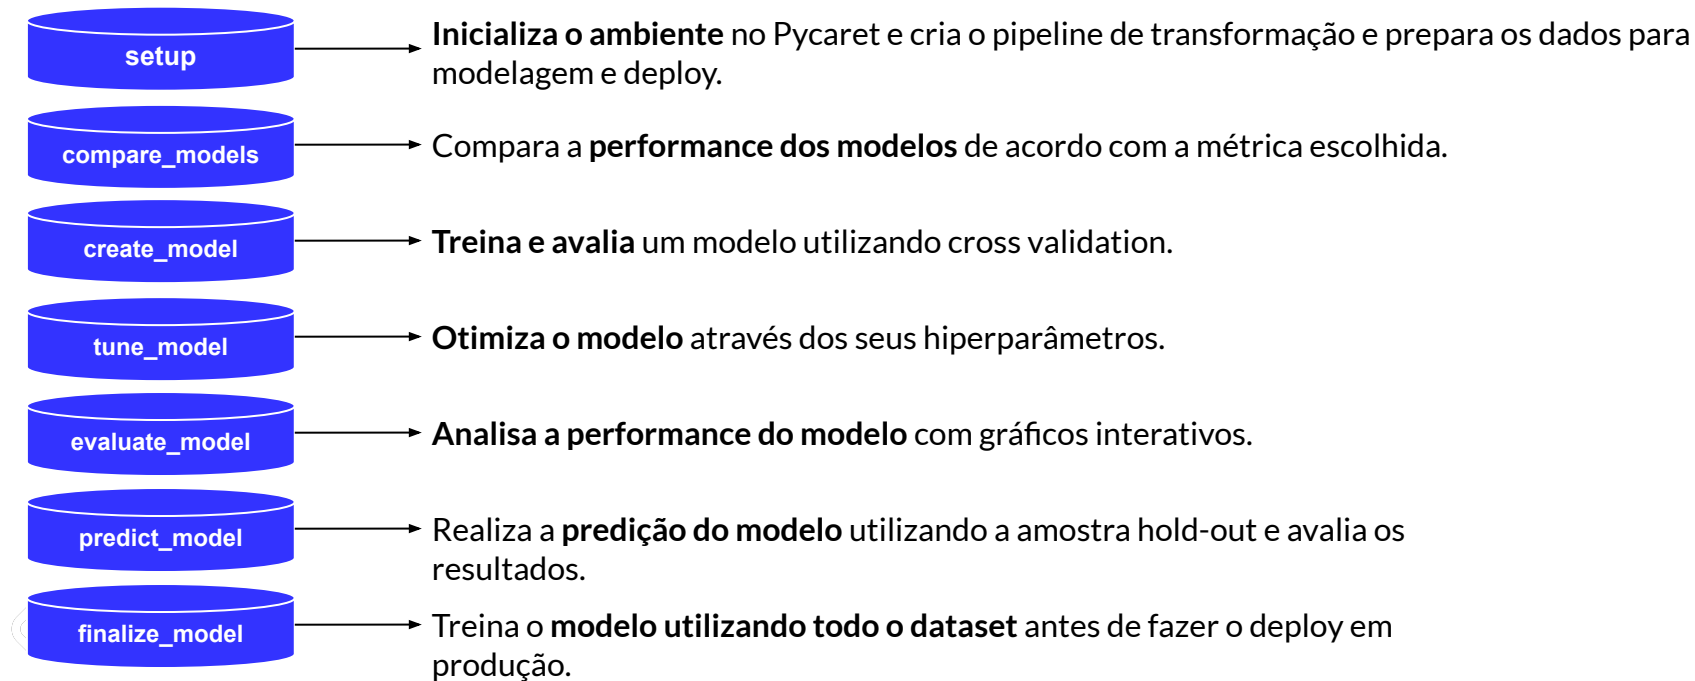 setup
Inicializa o ambiente no Pycaret e cria o pipeline de transformação e prepara os dados para
modelagem e deploy.
compare_models
Compara a performance dos modelos de acordo com a métrica escolhida.
create_model
Treina e avalia um modelo utilizando cross validation.
tune_model
Otimiza o modelo através dos seus hiperparâmetros.
evaluate_model
Analisa a performance do modelo com gráficos interativos.
predict_model
Realiza a predição do modelo utilizando a amostra hold-out e avalia os
resultados.
finalize_model
Treina o modelo utilizando todo o dataset antes de fazer o deploy em
produção.